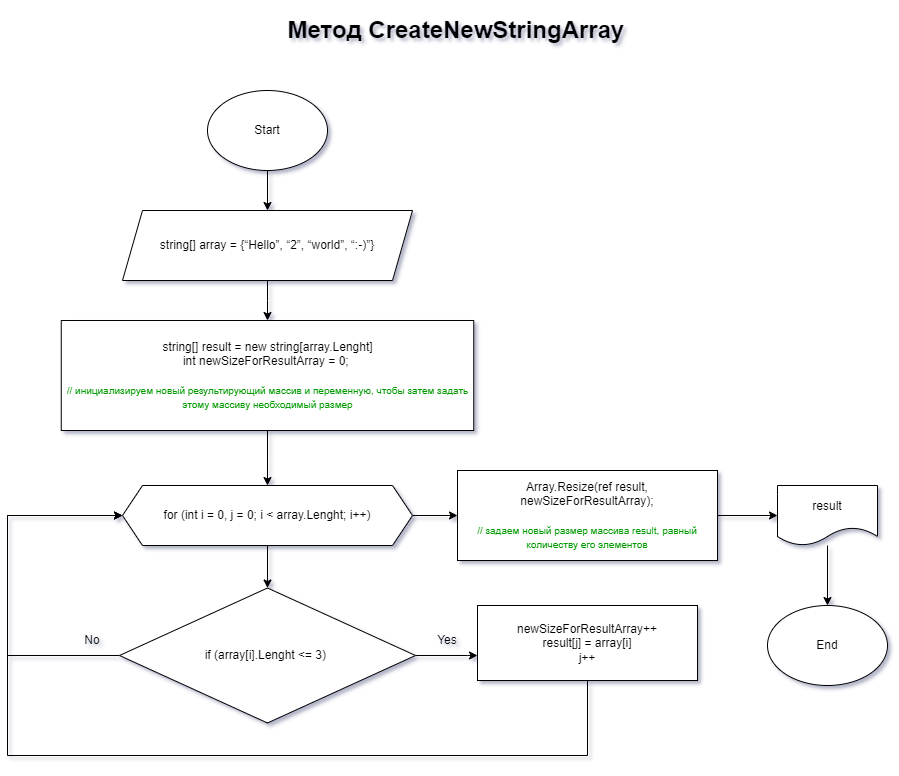 Метод CreateNewStringArray
Start
string[] array = {“Hello”, “2”, “world”, “:-)”}
string[] result = new string[array.Lenght]
int newSizeForResultArray = 0;
// инициализируем новый результирующий массив и переменную, чтобы затем задать
этому массиву необходимый размер
for (int i = 0, j = 0; i < array.Lenght; i++)
Array.Resize(ref result,
newSizeForResultArray);
// задаем новый размер массива result, равный
количеству его элементов
result
No
if (array[i].Lenght <= 3)
Yes
newSizeForResultArray++
result[j] = array[i]
j++
End